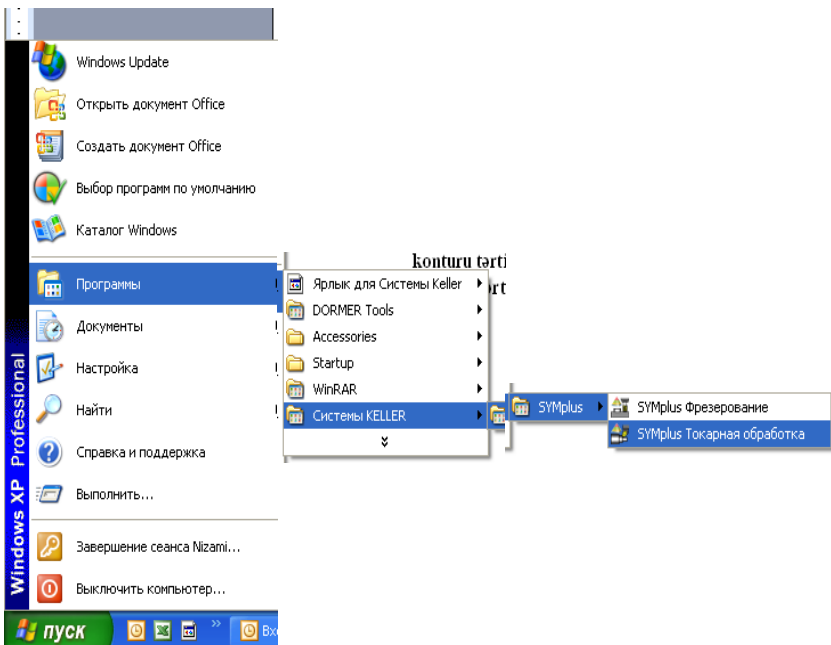 Windows Update
Открыть документ Office
Создать документ Office
Выбор программ по умолчанию
Каталог Windows
Программы
Документы
Настройка
Найти
Справка и поддержка
Выполнить...
Завершение сеанса Nizami...
Выключить компьютер...
Windows XP Professional
пуск
konturu tərti
Ярлык для Системы Keller
DORMER Tools
Accessories
Startup
WinRAR
Системы KELLER
SYMplus
SYMplus Фрезерование
SYMplus Токарная обработка